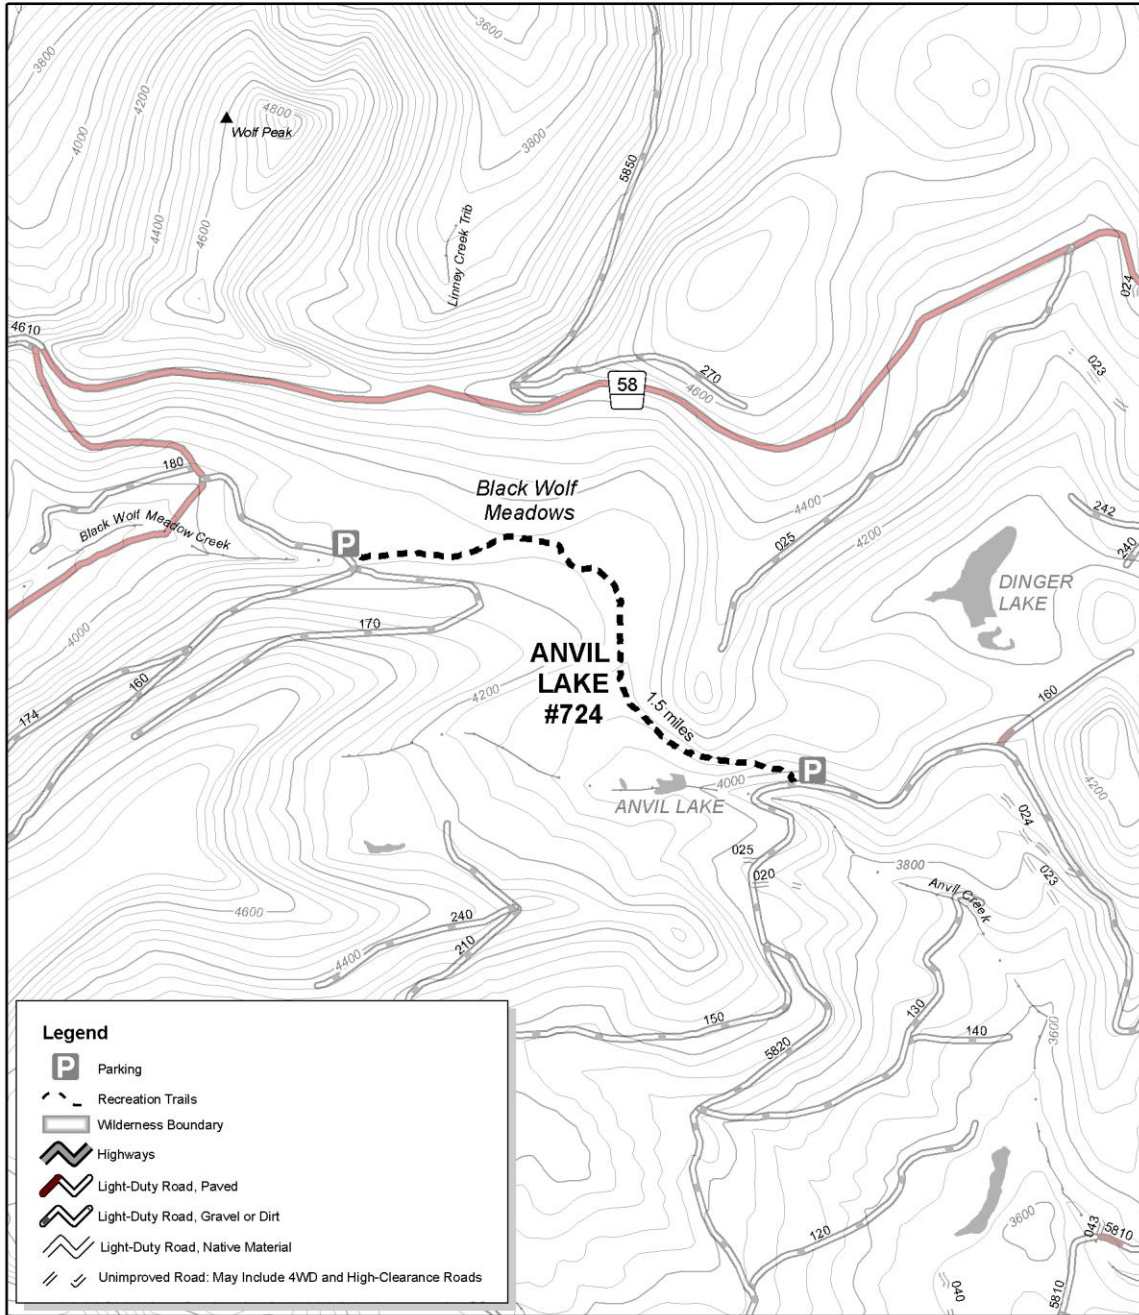 3600
3800
4200
4000
4800
Wolf Peak
4400
4600
3800
5850
Linney Creek Trib
024
4610
023
270
58
4600
180
Black Wolf
Meadows
4400
242
Black Wolf Meadow Creek
P
025
4200
240
DINGER
LAKE
4000
170
ANVIL
LAKE
#724
160
4200
174
1.5 miles
160
P
4000
ANVIL LAKE
4200
024
025
020
3800
023
Anvil Creek
4600
240
210
4400
150
130
140
3600
5820
Legend
P Parking
Recreation Trails
Wilderness Boundary
Highways
Light-Duty Road, Paved
Light-Duty Road, Gravel or Dirt
Light-Duty Road, Native Material
Unimproved Road: May Include 4WD and High-Clearance Roads
120
3600
043
5810
5810
040